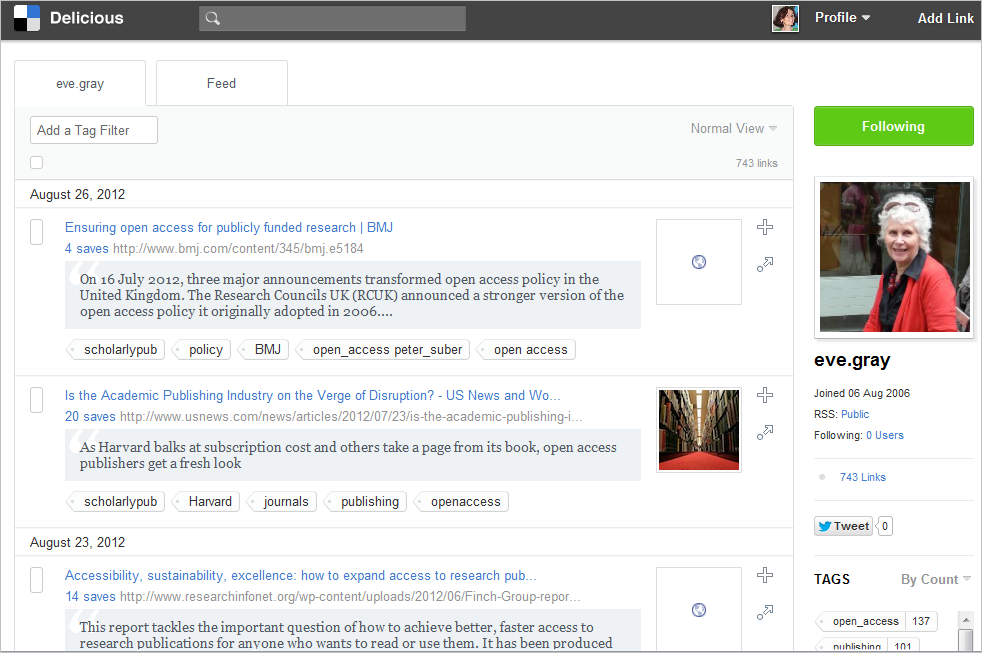 Delicious
Profile
Add Link
eve.gray
Feed
Add a Tag Filter
Normal View
743 links
August 26, 2012
Ensuring open access for publicly funded research | BMJ
4 saves http://www.bmj.com/content/345/bmj.e5184
On 16 July 2012, three major announcements transformed open access policy in the
United Kingdom. The Research Councils UK (RCUK) announced a stronger version of the
open access policy it originally adopted in 2006....
scholarlypub policy BMJ open_access peter_suber open access
Is the Academic Publishing Industry on the Verge of Disruption? - US News and Wo...
20 saves http://www.usnews.com/news/articles/2012/07/23/is-the-academic-publishing-i...
As Harvard balks at subscription cost and others take a page from its book, open access
publishers get a fresh look
scholarlypub Harvard journals publishing openaccess
August 23, 2012
Accessibility, sustainability, excellence: how to expand access to research pub...
14 saves http://www.researchinfonet.org/wp-content/uploads/2012/06/Finch-Group-repor...
This report tackles the important question of how to achieve better, faster access to
research publications for anyone who wants to read or use them. It has been produced
Following
eve.gray
Joined 06 Aug 2006
RSS: Public
Following: 0 Users
743 Links
Tweet 0
TAGS By Count
open_access 137
publishing 101